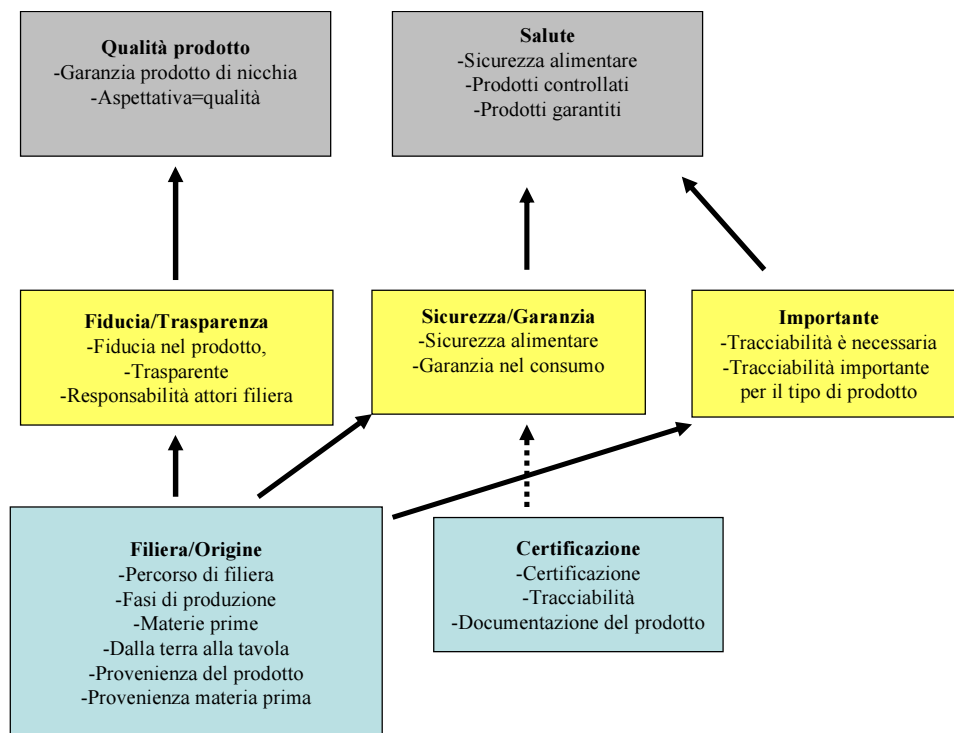 Qualità prodotto
-Garanzia prodotto di nicchia
-Aspettativa=qualità
Salute
-Sicurezza alimentare
-Prodotti controllati
-Prodotti garantiti
Fiducia/Trasparenza
-Fiducia nel prodotto,
-Trasparente
-Responsabilità attori filiera
Sicurezza/Garanzia
-Sicurezza alimentare
-Garanzia nel consumo
Importante
-Tracciabilità è necessaria
-Tracciabilità importante
per il tipo di prodotto
Filiera/Origine
-Percorso di filiera
-Fasi di produzione
-Materie prime
-Dalla terra alla tavola
-Provenienza del prodotto
-Provenienza materia prima
Certificazione
-Certificazione
-Tracciabilità
-Documentazione del prodotto